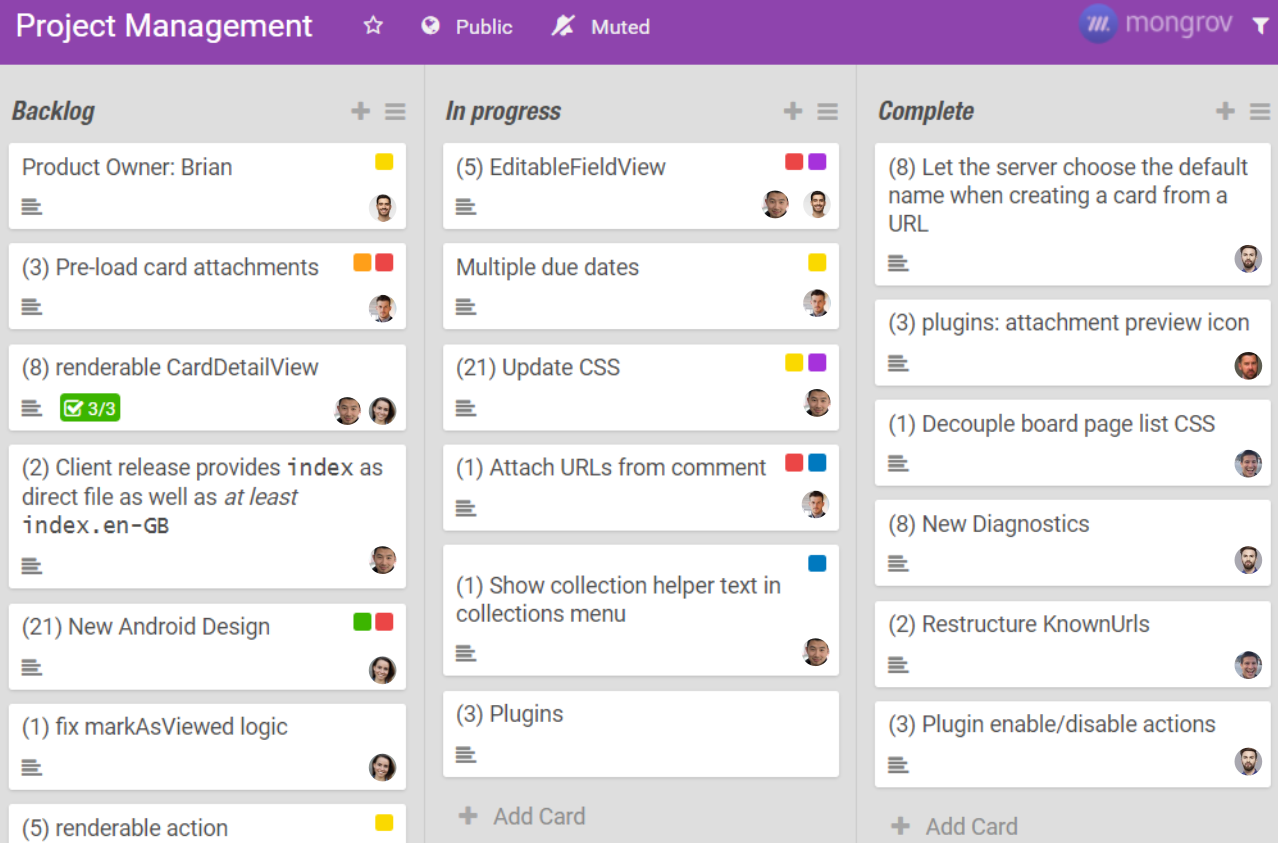 Project Management
Public
Muted
mongrov
Backlog
Product Owner: Brian
(3) Pre-load card attachments
(8) renderable CardDetailView
3/3
(2) Client release provides index as
direct file as well as at least
index.en-GB
(21) New Android Design
(1) fix markAsViewed logic
(5) renderable action
In progress
(5) EditableFieldView
Multiple due dates
(21) Update CSS
(1) Attach URLs from comment
(1) Show collection helper text in
collections menu
(3) Plugins
Add Card
Complete
(8) Let the server choose the default
name when creating a card from a
URL
(3) plugins: attachment preview icon
(1) Decouple board page list CSS
(8) New Diagnostics
(2) Restructure KnownUrls
(3) Plugin enable/disable actions
Add Card